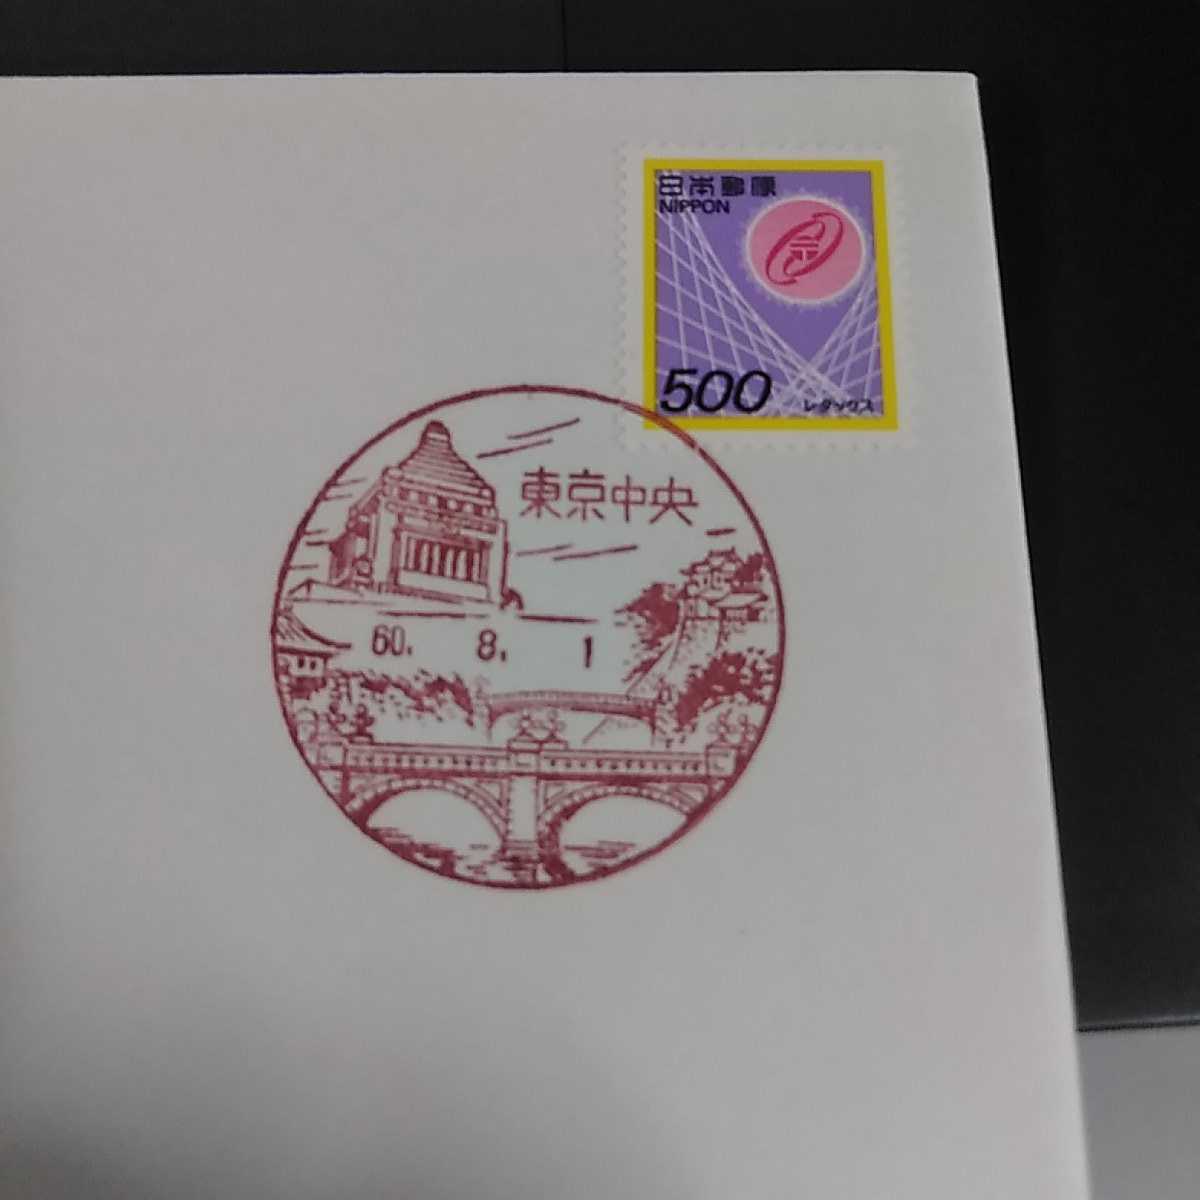 日本郵便
NIPPON
500
レタックス
東京中央
60. 8. 1